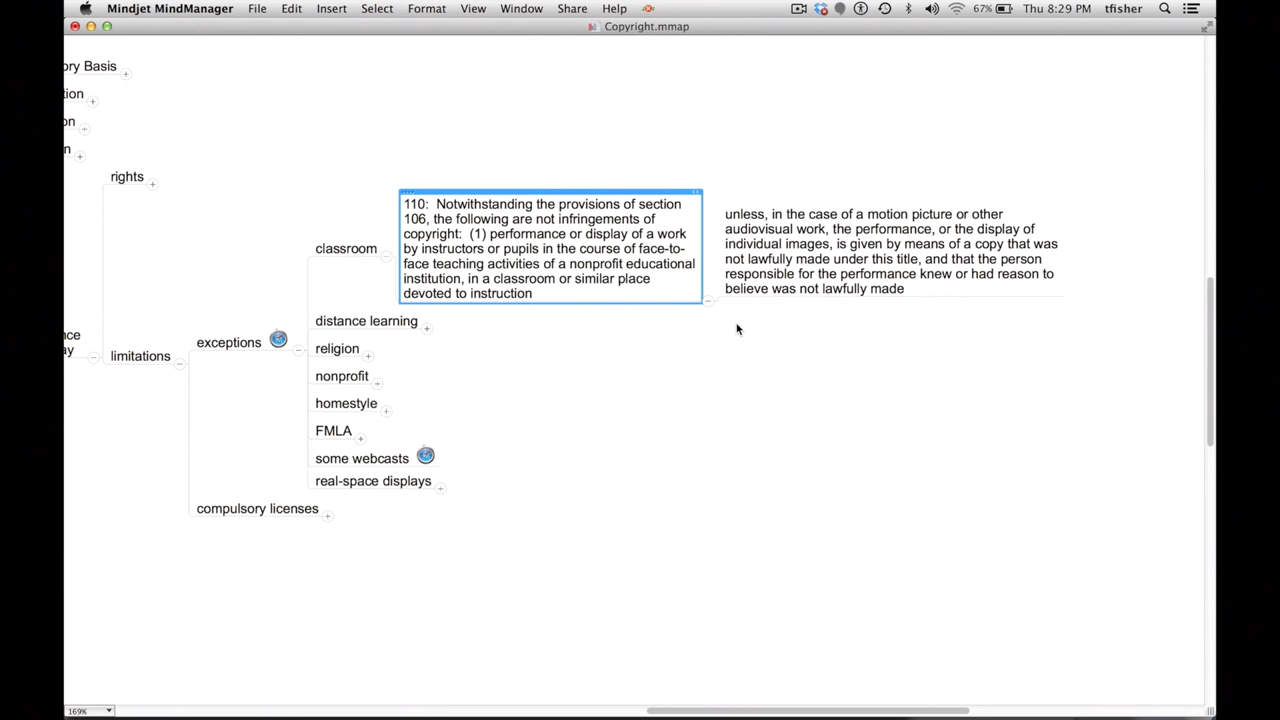 Mindjet MindManager File Edit Insert Select Format View Window Share Help 67% Thu 8:29 PM tfisher
Copyright.mmap
ory Basis
tion
on
n
rights
110: Notwithstanding the provisions of section
106, the following are not infringements of
copyright: (1) performance or display of a work
by instructors or pupils in the course of face-to-
face teaching activities of a nonprofit educational
institution, in a classroom or similar place
devoted to instruction
unless, in the case of a motion picture or other
audiovisual work, the performance, or the display of
individual images, is given by means of a copy that was
not lawfully made under this title, and that the person
responsible for the performance knew or had reason to
believe was not lawfully made
classroom
distance learning
religion
nonprofit
homestyle
FMLA
some webcasts
real-space displays
nce
ay
limitations
exceptions
compulsory licenses
169%